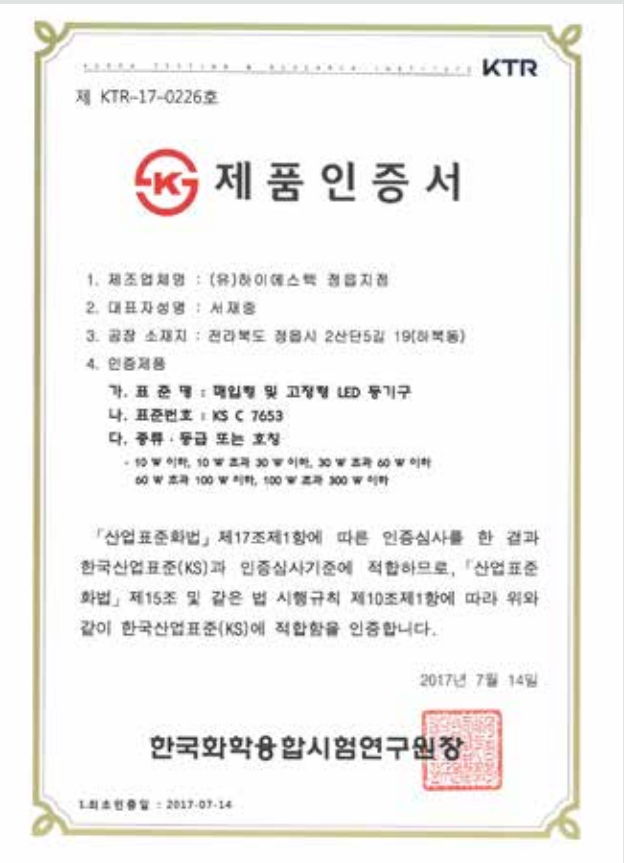 KOREA TESTING & RESEARCH INSTITUTE KTR
제 KTR-17-0226호
제품인증서
1. 제조업체명 : (유)하이에스텍 정읍지점
2. 대표자성명 : 서재중
3. 공장 소재지 : 전라북도 정읍시 2산단5길 19(하북동)
4. 인증제품
가. 표 준 명 : 매입형 및 고정형 LED 등기구
나. 표준번호 : KS C 7653
다. 종류 · 등급 또는 호칭
- 10 W 이하, 10 W 초과 30 W 이하, 30 W 초과 60 W 이하
60 W 초과 100 W 이하, 100 W 초과 300 W 이하
「산업표준화법」제17조제1항에 따른 인증심사를 한 결과
한국산업표준(KS)과 인증심사기준에 적합하므로,「산업표준
화법」제15조 및 같은 법 시행규칙 제10조제1항에 따라 위와
같이 한국산업표준(KS)에 적합함을 인증합니다.
2017년 7월 14일
한국화학융합시험연구원장
1.최초인증일 : 2017-07-14